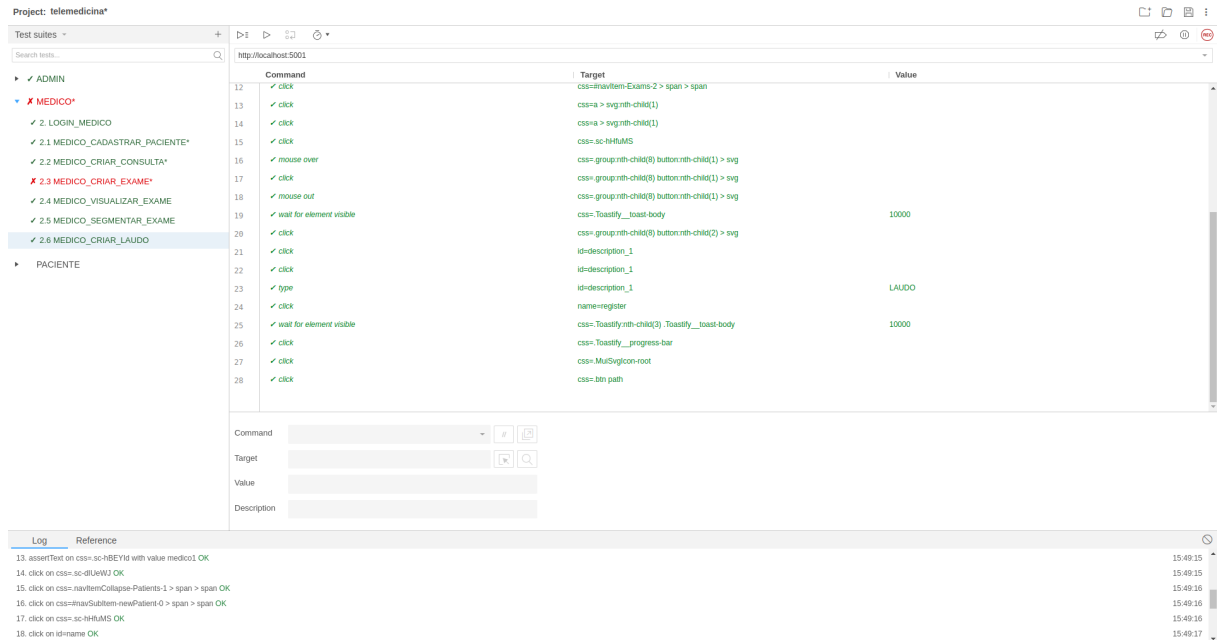 Project: telemedicina*
Test suites
Search tests...
✓ ADMIN
✗ MEDICO*
✓ 2. LOGIN_MEDICO
✓ 2.1 MEDICO_CADASTRAR_PACIENTE*
✓ 2.2 MEDICO_CRIAR_CONSULTA*
✗ 2.3 MEDICO_CRIAR_EXAME*
✓ 2.4 MEDICO_VISUALIZAR_EXAME
✓ 2.5 MEDICO_SEGMENTAR_EXAME
✓ 2.6 MEDICO_CRIAR_LAUDO
PACIENTE
REC
http://localhost:5001
Command Target Value
12 ✓ click css=#navItem-Exams-2 > span > span
13 ✓ click css=a > svg:nth-child(1)
14 ✓ click css=a > svg:nth-child(1)
15 ✓ click css=.sc-hHfuMS
16 ✓ mouse over css=.group:nth-child(8) button:nth-child(1) > svg
17 ✓ click css=.group:nth-child(8) button:nth-child(1) > svg
18 ✓ mouse out css=.group:nth-child(8) button:nth-child(1) > svg
19 ✓ wait for element visible css=.Toastify__toast-body 10000
20 ✓ click css=.group:nth-child(8) button:nth-child(2) > svg
21 ✓ click id=description_1
22 ✓ click id=description_1
23 ✓ type id=description_1 LAUDO
24 ✓ click name=register
25 ✓ wait for element visible css=.Toastify:nth-child(3) .Toastify__toast-body 10000
26 ✓ click css=.Toastify__progress-bar
27 ✓ click css=.MuiSvgIcon-root
28 ✓ click css=.btn path
Command //
Target
Value
Description
Log Reference
13. assertText on css=.sc-hBEYId with value medico1 OK 15:49:15
14. click on css=.sc-dIUeWJ OK 15:49:15
15. click on css=.navItemCollapse-Patients-1 > span > span OK 15:49:16
16. click on css=#navSubItem-newPatient-0 > span > span OK 15:49:16
17. click on css=.sc-hHfuMS OK 15:49:16
18. click on id=name OK 15:49:17